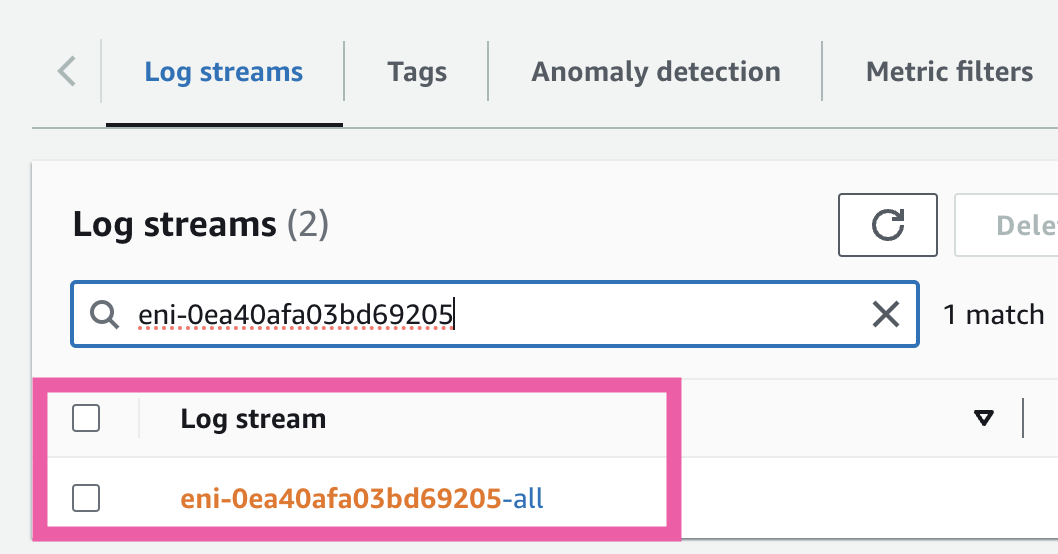 Log streams Tags Anomaly detection Metric filters
Log streams (2)
eni-0ea40afa03bd69205 1 match
Log stream
eni-0ea40afa03bd69205-all